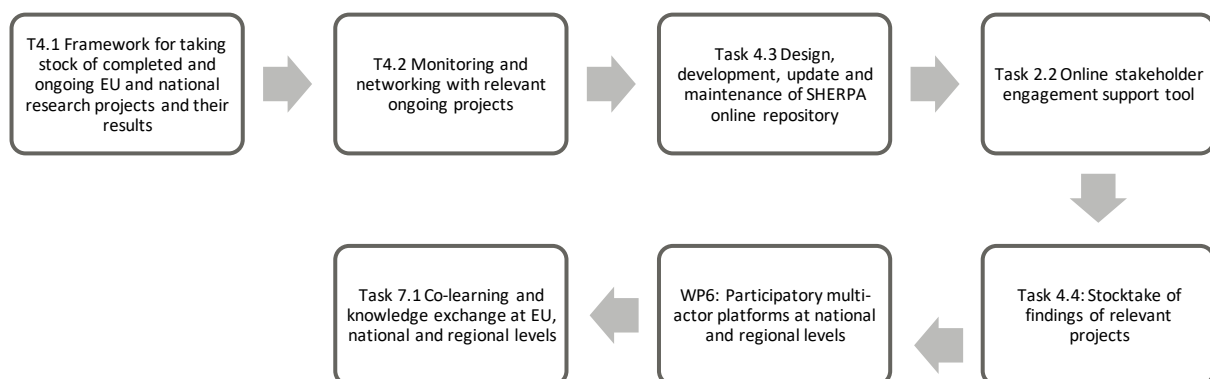 T4.1 Framework for taking
stock of completed and
ongoing EU and national
research projects and their
results
T4.2 Monitoring and
networking with relevant
ongoing projects
Task 4.3 Design,
development, update and
maintenance of SHERPA
online repository
Task 2.2 Online stakeholder
engagement support tool
Task 4.4: Stocktake of
findings of relevant
projects
WP6: Participatory multi-
actor platforms at national
and regional levels
Task 7.1 Co-learning and
knowledge exchange at EU,
national and regional levels